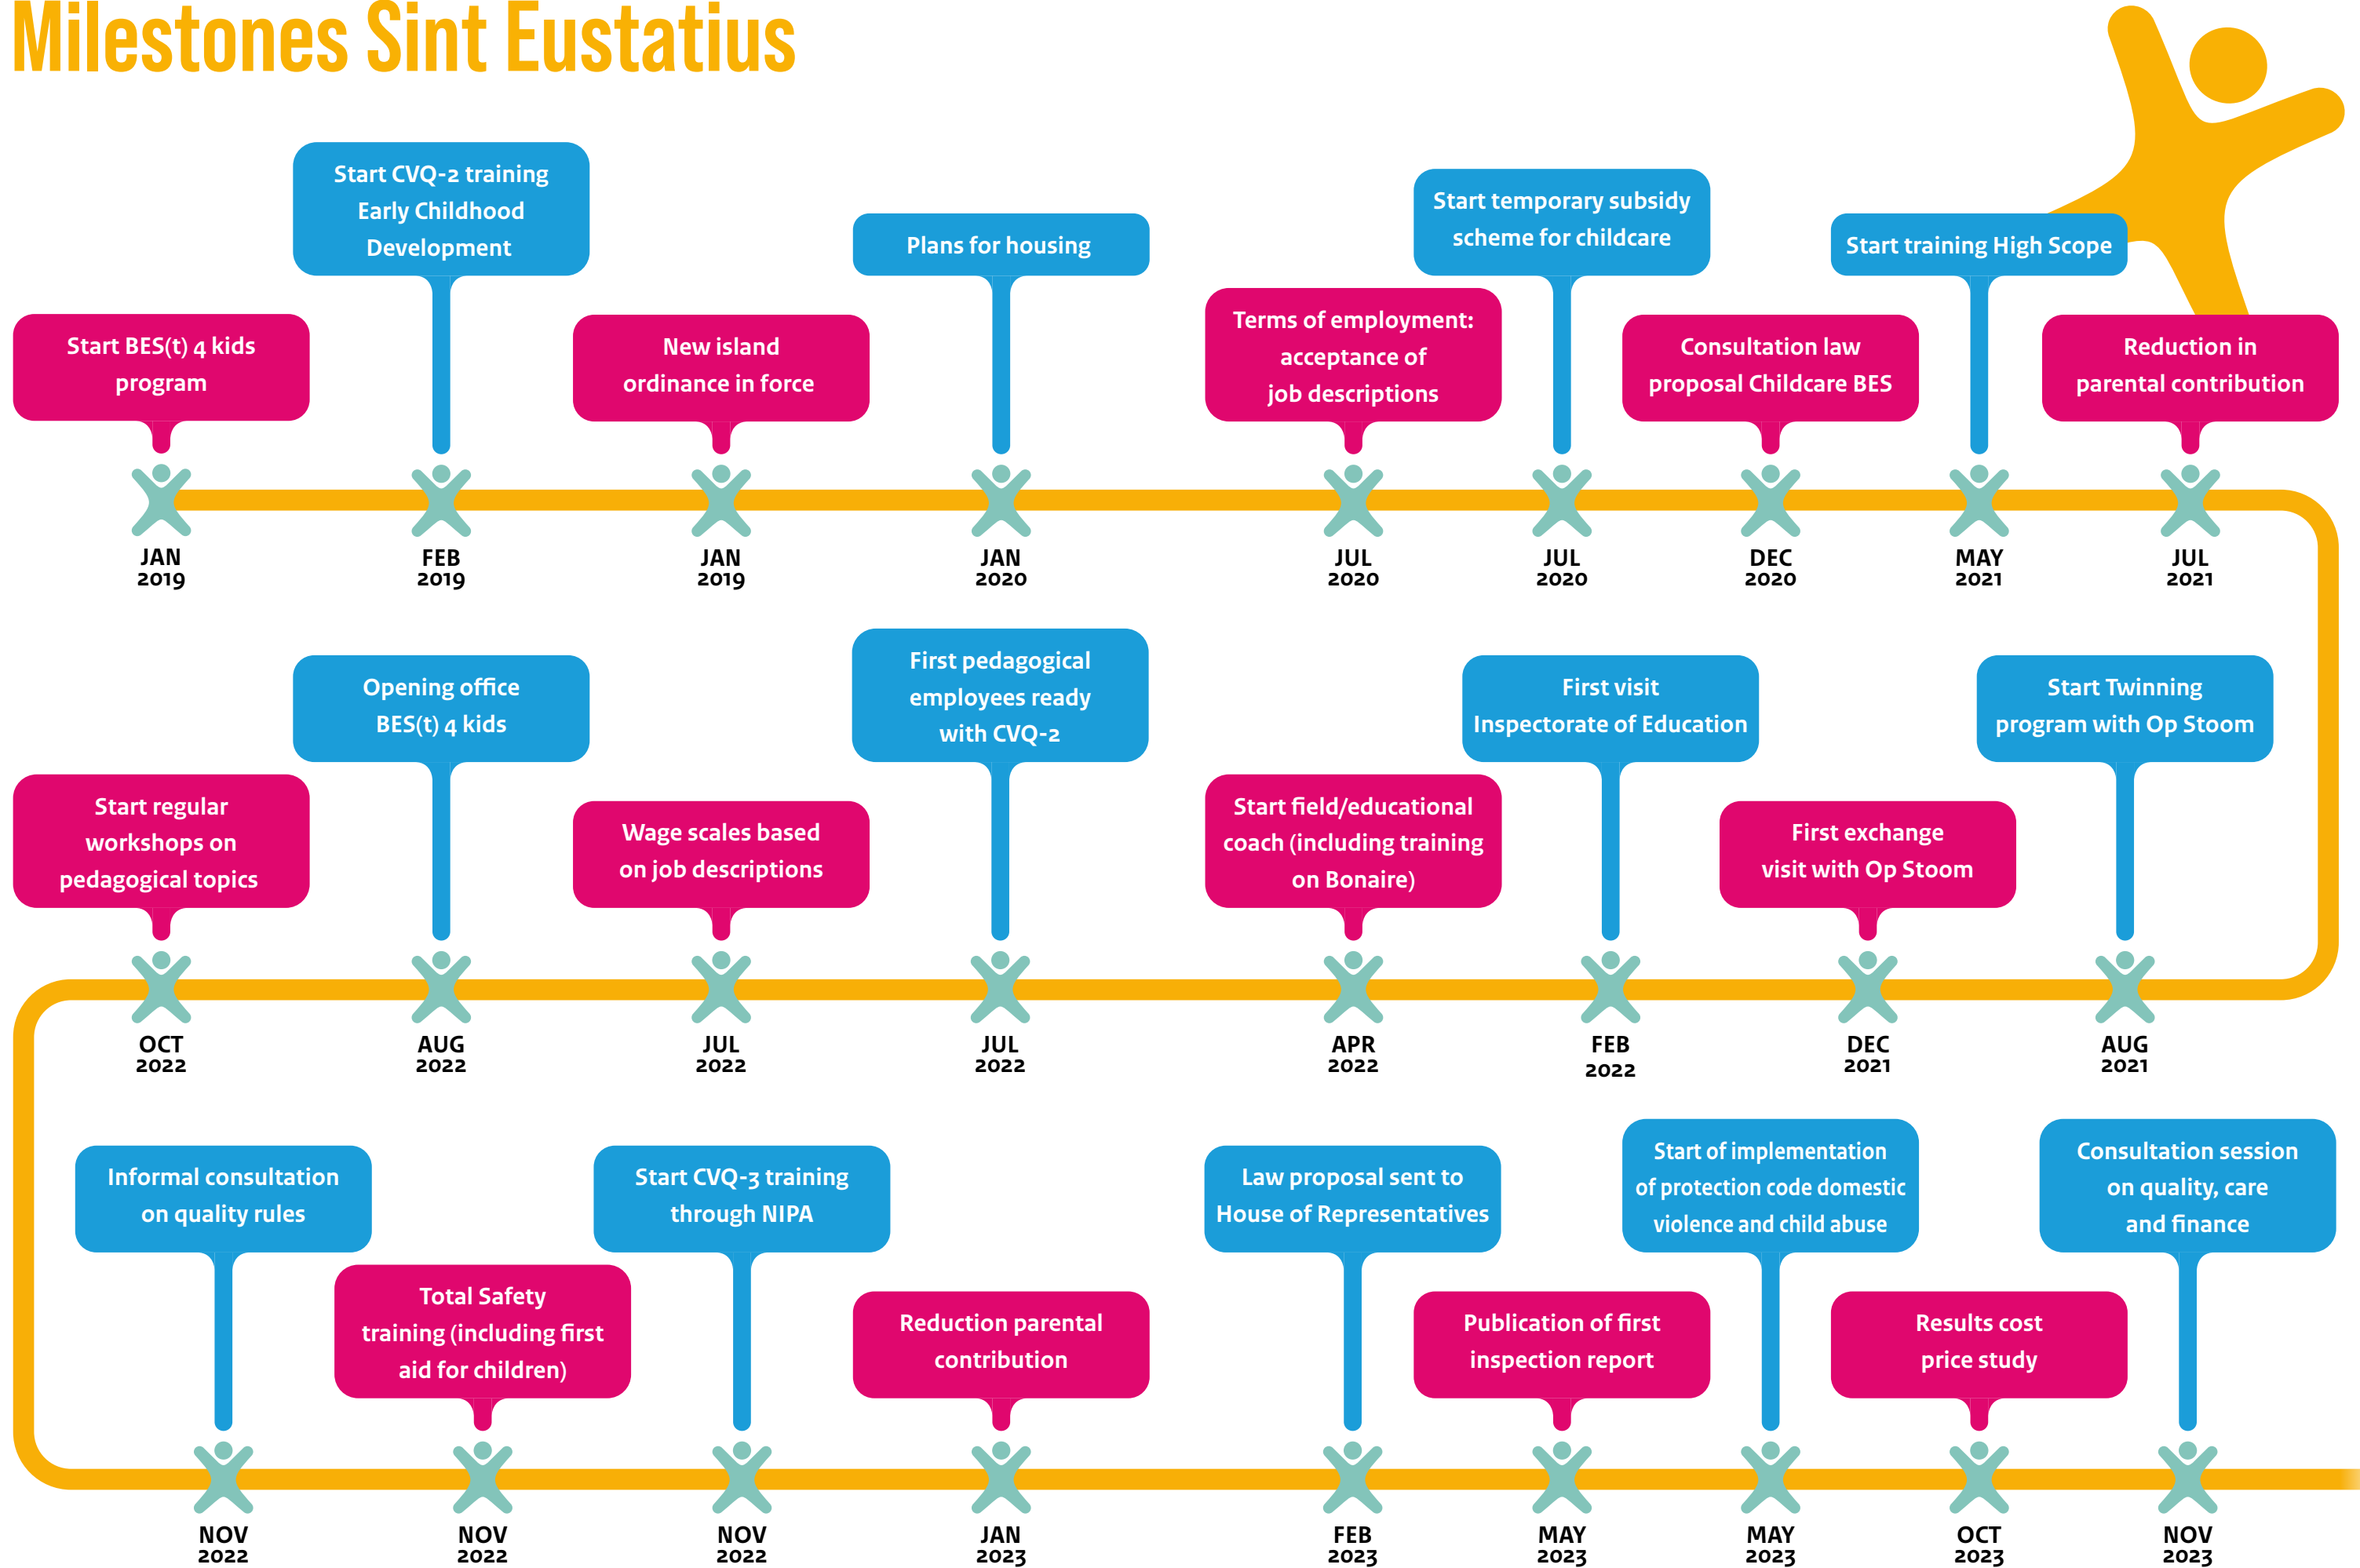 Milestones Sint Eustatius
Start BES(t) 4 kids
program
JAN
2019
Start CVQ-2 training
Early Childhood
Development
FEB
2019
New island
ordinance in force
JAN
2019
Plans for housing
JAN
2020
Terms of employment:
acceptance of
job descriptions
JUL
2020
Start temporary subsidy
scheme for childcare
JUL
2020
Consultation law
proposal Childcare BES
DEC
2020
Start training High Scope
MAY
2021
Reduction in
parental contribution
JUL
2021
Start Twinning
program with Op Stoom
AUG
2021
First exchange
visit with Op Stoom
DEC
2021
First visit
Inspectorate of Education
FEB
2022
Start field/educational
coach (including training
on Bonaire)
APR
2022
First pedagogical
employees ready
with CVQ-2
JUL
2022
Wage scales based
on job descriptions
JUL
2022
Opening office
BES(t) 4 kids
AUG
2022
Start regular
workshops on
pedagogical topics
OCT
2022
Informal consultation
on quality rules
NOV
2022
Total Safety
training (including first
aid for children)
NOV
2022
Start CVQ-3 training
through NIPA
NOV
2022
Reduction parental
contribution
JAN
2023
Law proposal sent to
House of Representatives
FEB
2023
Publication of first
inspection report
MAY
2023
Start of implementation
of protection code domestic
violence and child abuse
MAY
2023
Results cost
price study
OCT
2023
Consultation session
on quality, care
and finance
NOV
2023